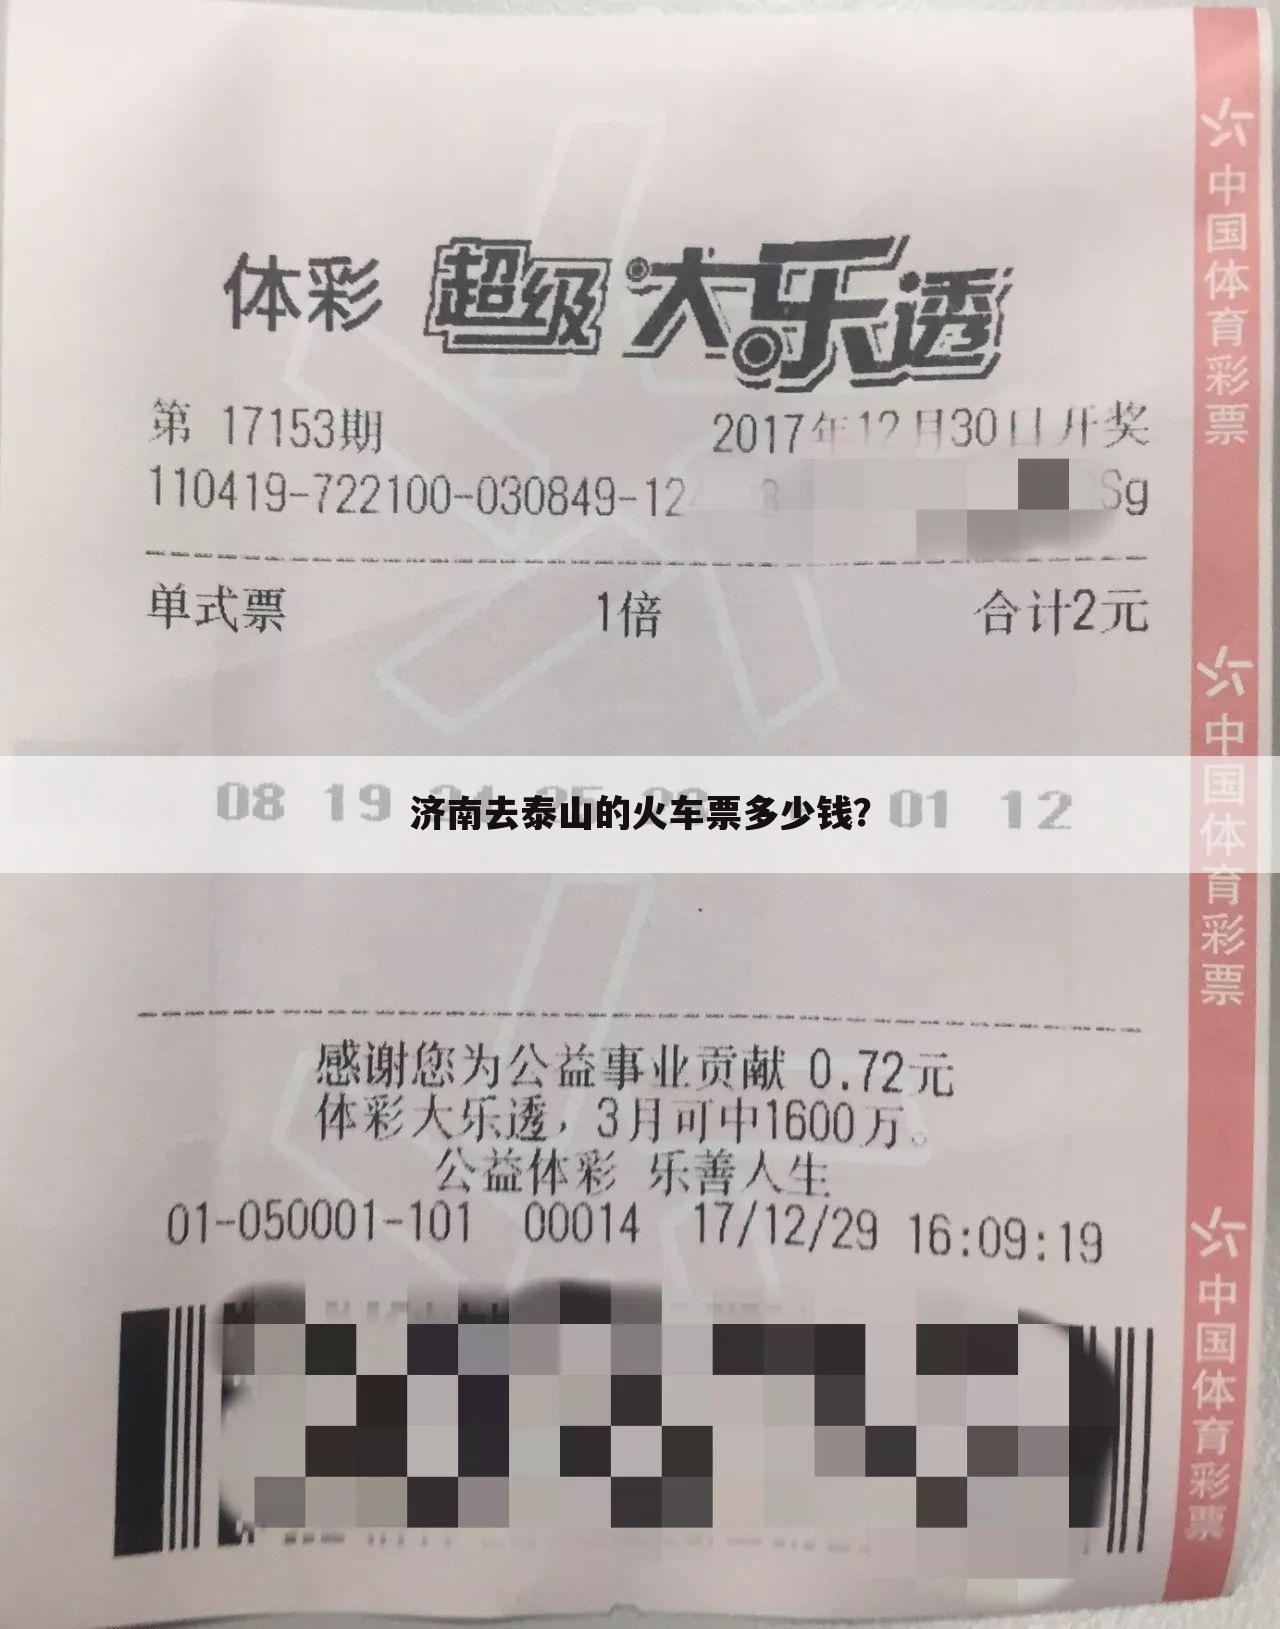 体彩 超级大乐透
第 17153期 2017年12月30日开奖
110419-722100-030849-12 Sg
单式票 1倍 合计2元
08 19 01 12
济南去泰山的火车票多少钱？
感谢您为公益事业贡献 0.72元
体彩大乐透，3月可中1600万。
公益体彩 乐善人生
01-050001-101 00014 17/12/29 16:09:19
中国体育彩票
中国体育彩票
中国体育彩票